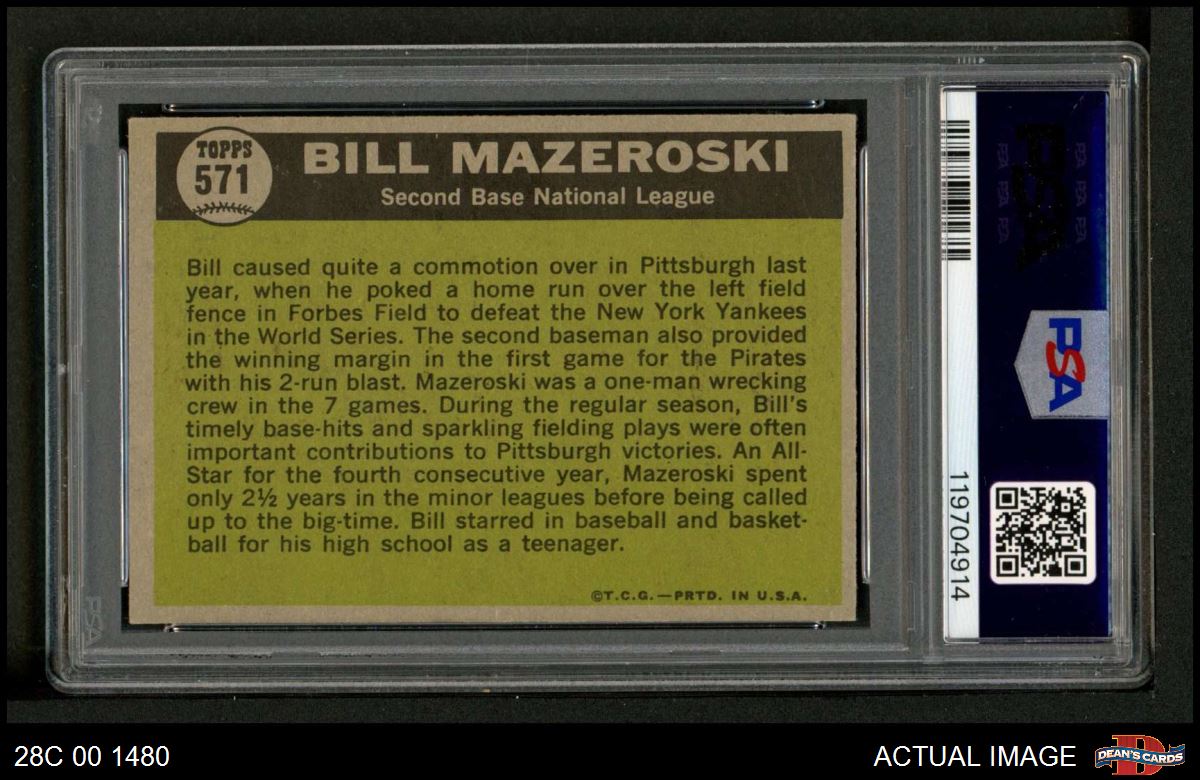 TOPPS
571
BILL MAZEROSKI
Second Base National League
Bill caused quite a commotion over in Pittsburgh last
year, when he poked a home run over the left field
fence in Forbes Field to defeat the New York Yankees
in the World Series. The second baseman also provided
the winning margin in the first game for the Pirates
with his 2-run blast. Mazeroski was a one-man wrecking
crew in the 7 games. During the regular season, Bill's
timely base-hits and sparkling fielding plays were often
important contributions to Pittsburgh victories. An All-
Star for the fourth consecutive year, Mazeroski spent
only 2½ years in the minor leagues before being called
up to the big-time. Bill starred in baseball and basket-
ball for his high school as a teenager.
©T.C.G.—PRTD. IN U.S.A.
PSA
PSA
PSA
119704914
28C 00 1480
ACTUAL IMAGE
D
DEAN'S CARDS